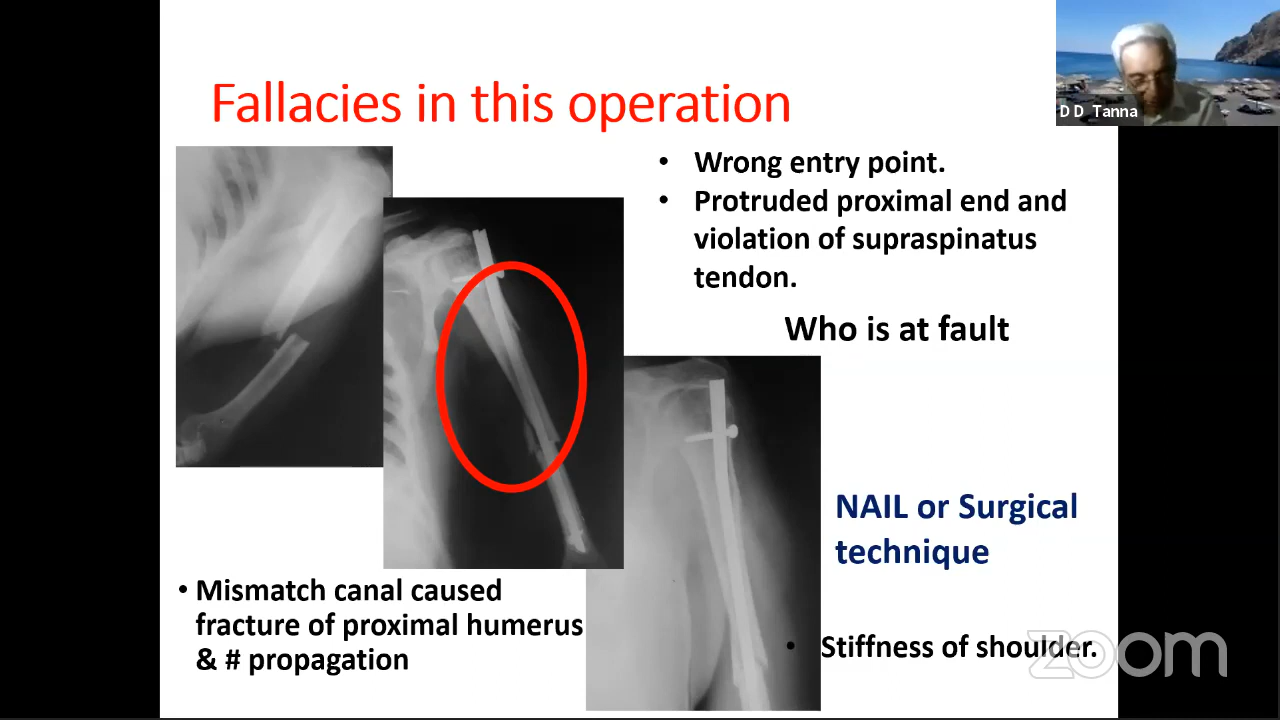 Fallacies in this operation
D D Tanna
• Wrong entry point.
• Protruded proximal end and
violation of supraspinatus
tendon.
Who is at fault
NAIL or Surgical
technique
• Mismatch canal caused
fracture of proximal humerus
& # propagation
• Stiffness of shoulder.
zoom